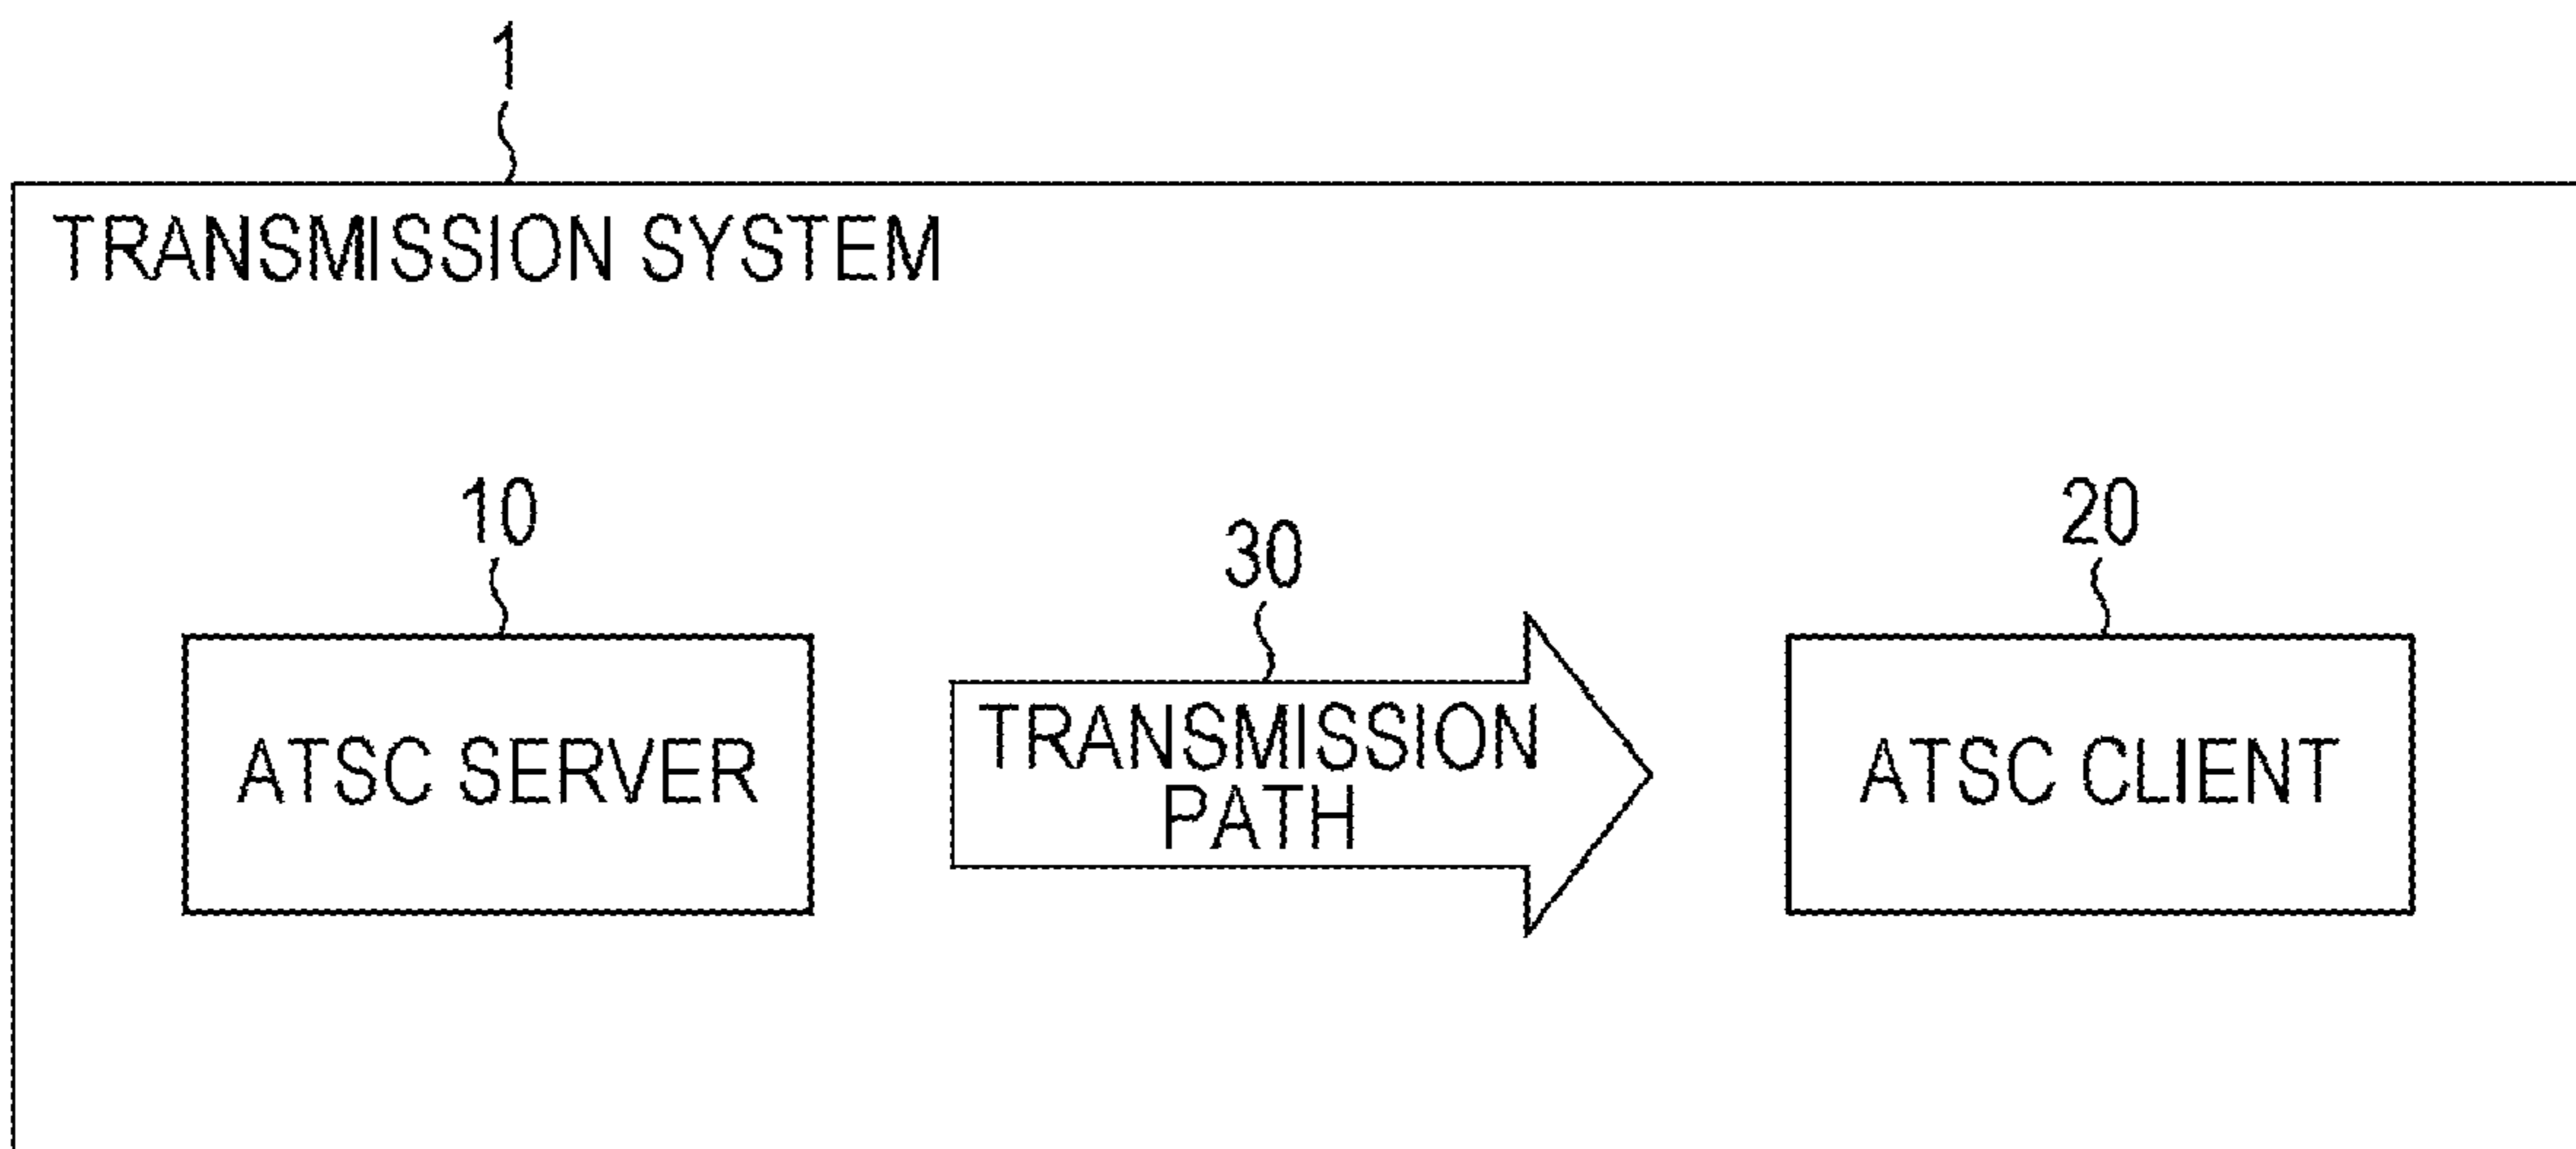 1
TRANSMISSION SYSTEM
10
30
20
ATSC SERVER
TRANSMISSION
PATH
ATSC CLIENT